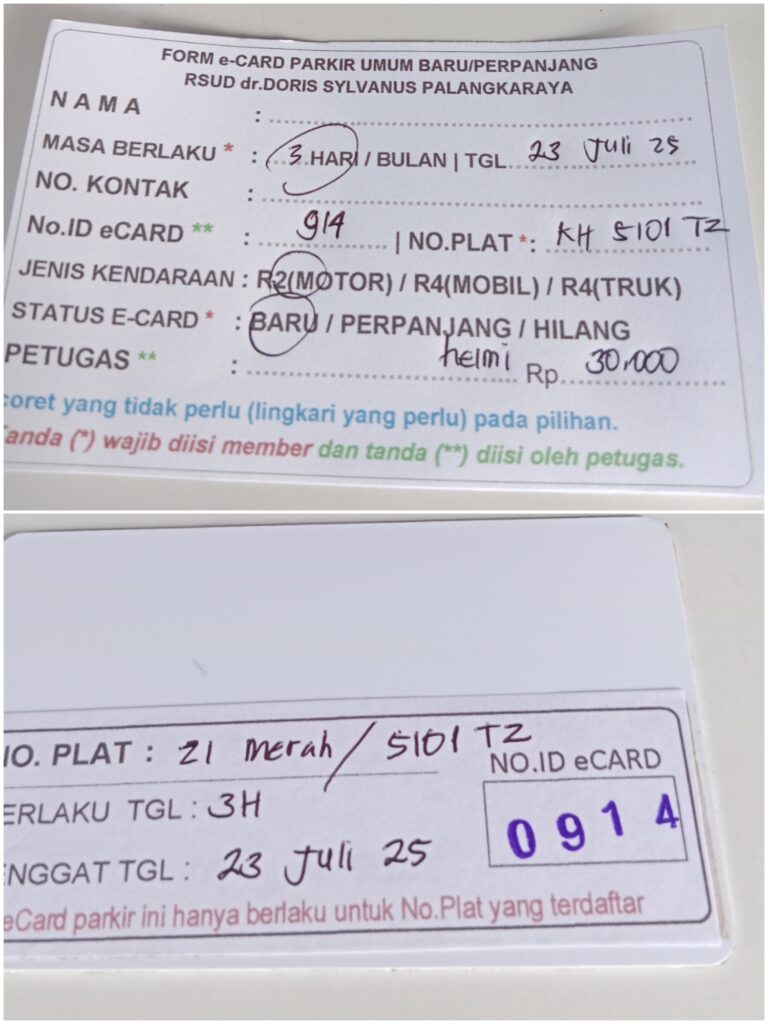 FORM e-CARD PARKIR UMUM BARU/PERPANJANG
RSUD dr.DORIS SYLVANUS PALANGKARAYA
NAMA :
MASA BERLAKU * : 3 HARI / BULAN | TGL. 23 Juli 25
NO. KONTAK :
No.ID eCARD ** : 914 | NO.PLAT *: KH 5101 TZ
JENIS KENDARAAN : R2(MOTOR) / R4(MOBIL) / R4(TRUK)
STATUS E-CARD * : BARU / PERPANJANG / HILANG
PETUGAS ** : helmi Rp. 30.000
coret yang tidak perlu (lingkari yang perlu) pada pilihan.
Tanda (*) wajib diisi member dan tanda (**) diisi oleh petugas.
NO. PLAT : 21 merah / 5101 TZ
NO.ID eCARD
ERLAKU TGL : 3H
0914
ENGGAT TGL : 23 Juli 25
eCard parkir ini hanya berlaku untuk No.Plat yang terdaftar